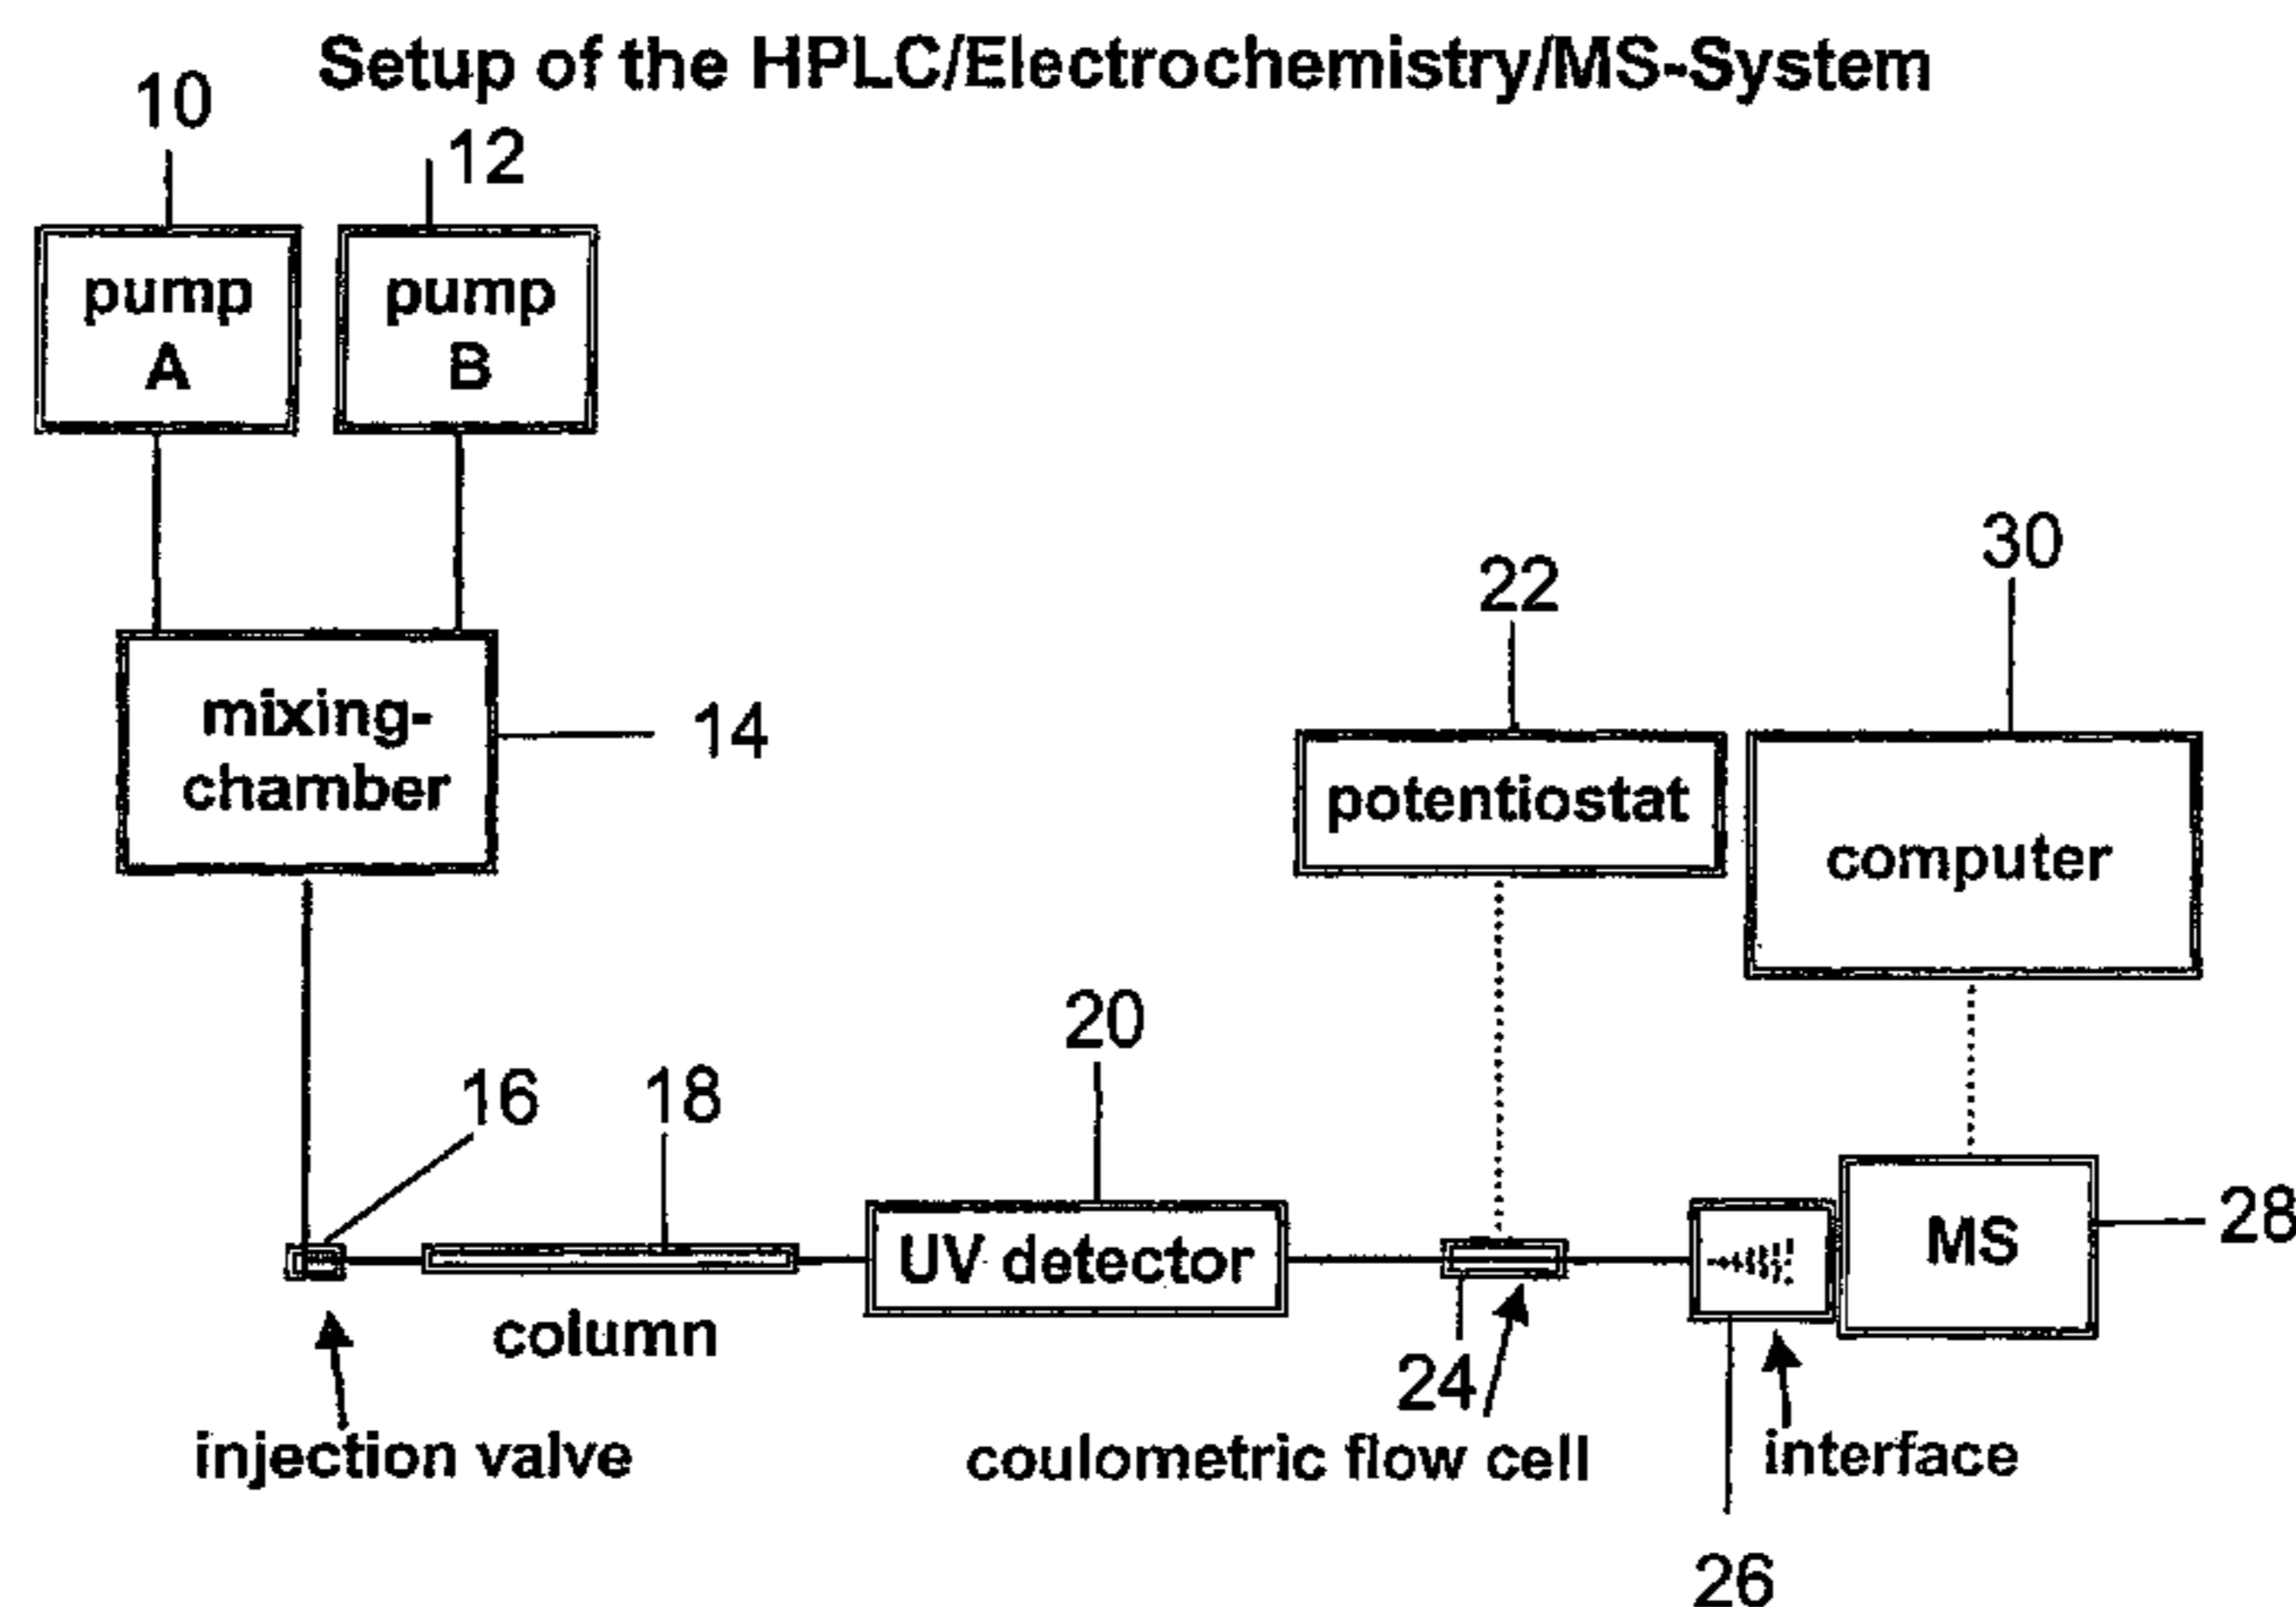 Setup of the HPLC/Electrochemistry/MS-System
10
12
pump
A
pump
B
mixing-
chamber
14
22
30
potentiostat
computer
16
18
20
UV detector
MS
28
column
24
injection valve
coulometric flow cell
interface
26